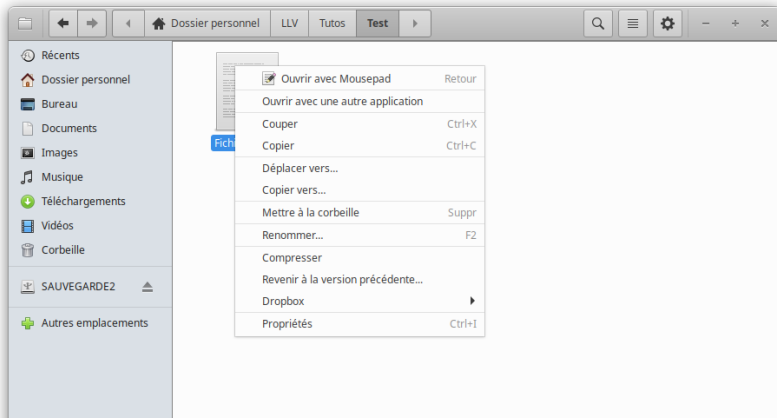 Dossier personnel LLV Tutos Test
Récents
Dossier personnel
Bureau
Documents
Images
Musique
Téléchargements
Vidéos
Corbeille
SAUVEGARDE2
Autres emplacements
Ouvrir avec Mousepad Retour
Ouvrir avec une autre application
Couper Ctrl+X
Copier Ctrl+C
Déplacer vers...
Copier vers...
Mettre à la corbeille Suppr
Renommer... F2
Compresser
Revenir à la version précédente...
Dropbox
Propriétés Ctrl+I